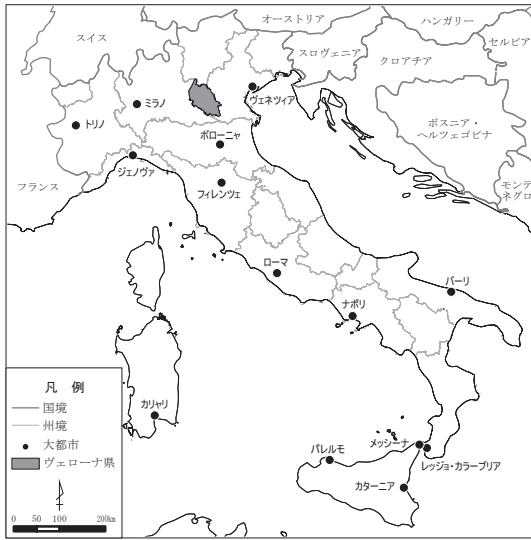 オーストリア
ハンガリー
スイス
スロヴェニア
クロアチア
セルビア
ヴェネツィア
ミラノ
トリノ
ボローニャ
ボスニア・
ヘルツェゴビナ
ジェノヴァ
フィレンツェ
フランス
モンテ
ネグロ
ローマ
バーリ
ナポリ
カリャリ
メッシーナ
パレルモ
レッジョ・カラーブリア
カターニア
凡 例
国境
州境
大都市
ヴェローナ県
0 50 100 200km